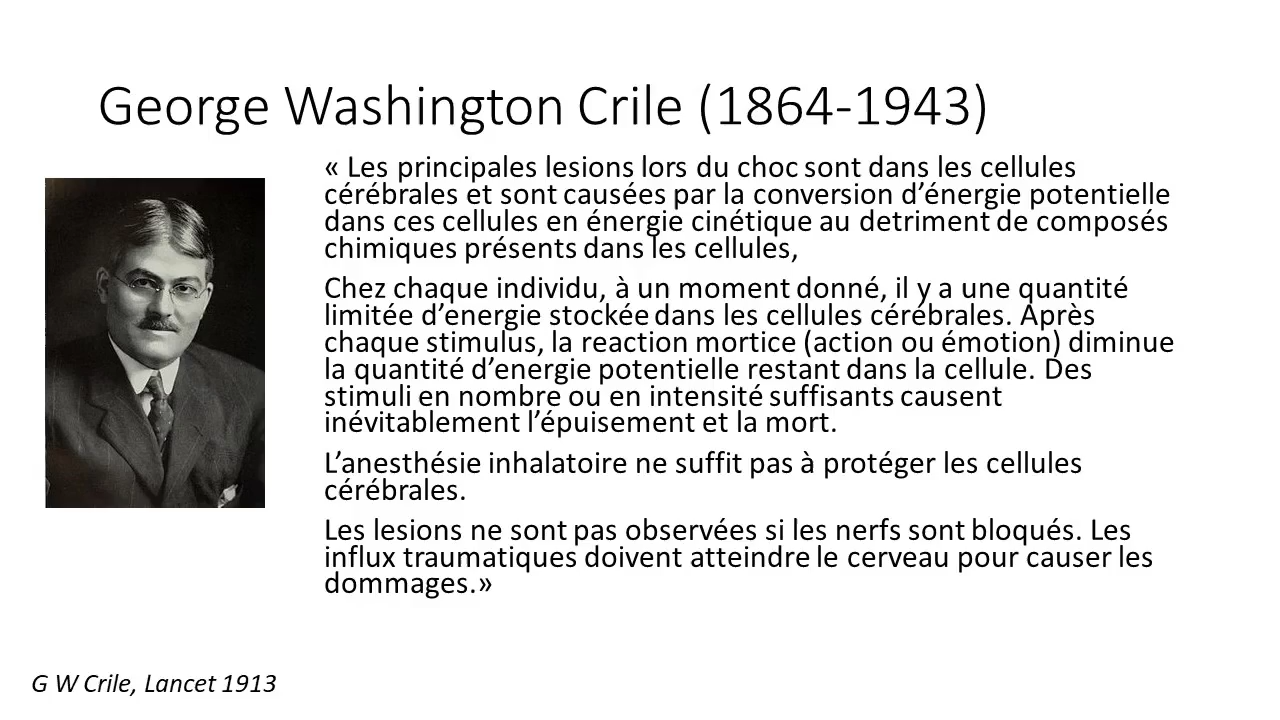 George Washington Crile (1864-1943)
« Les principales lesions lors du choc sont dans les cellules
cérébrales et sont causées par la conversion d’énergie potentielle
dans ces cellules en énergie cinétique au detriment de composés
chimiques présents dans les cellules,
Chez chaque individu, à un moment donné, il y a une quantité
limitée d’energie stockée dans les cellules cérébrales. Après
chaque stimulus, la reaction mortice (action ou émotion) diminue
la quantité d’energie potentielle restant dans la cellule. Des
stimuli en nombre ou en intensité suffisants causent
inévitablement l’épuisement et la mort.
L’anesthésie inhalatoire ne suffit pas à protéger les cellules
cérébrales.
Les lesions ne sont pas observées si les nerfs sont bloqués. Les
influx traumatiques doivent atteindre le cerveau pour causer les
dommages.»
G W Crile, Lancet 1913